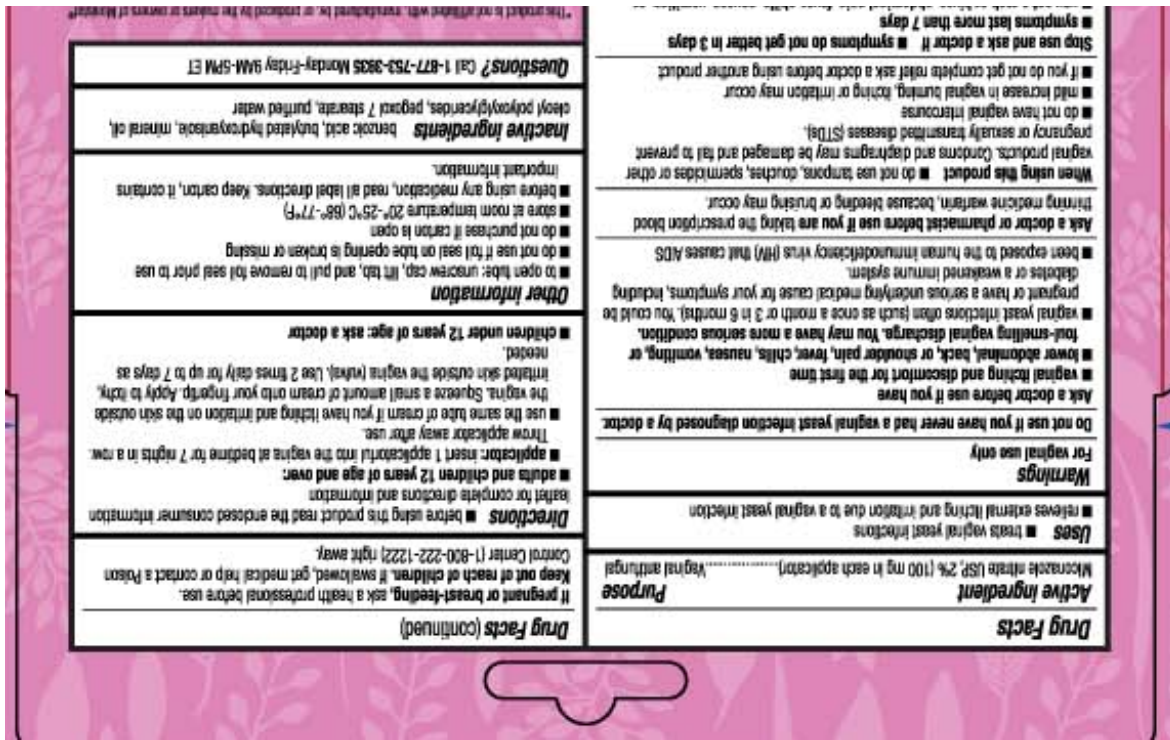 Drug Facts
Active ingredient Purpose
Miconazole nitrate USP, 2% (100 mg in each applicator)..................Vaginal antifungal
Uses ■ treats vaginal yeast infections
■ relieves external itching and irritation due to a vaginal yeast infection
Warnings
For vaginal use only
Do not use if you have never had a vaginal yeast infection diagnosed by a doctor.
Ask a doctor before use if you have
■ vaginal itching and discomfort for the first time
■ lower abdominal, back, or shoulder pain, fever, chills, nausea, vomiting, or
foul-smelling vaginal discharge. You may have a more serious condition.
■ vaginal yeast infections often (such as once a month or 3 in 6 months). You could be
pregnant or have a serious underlying medical cause for your symptoms, including
diabetes or a weakened immune system.
■ been exposed to the human immunodeficiency virus (HIV) that causes AIDS
Ask a doctor or pharmacist before use if you are taking the prescription blood
thinning medicine warfarin, because bleeding or bruising may occur.
When using this product ■ do not use tampons, douches, spermicides or other
vaginal products. Condoms and diaphragms may be damaged and fail to prevent
pregnancy or sexually transmitted diseases (STDs).
■ do not have vaginal intercourse
■ mild increase in vaginal burning, itching or irritation may occur
■ if you do not get complete relief ask a doctor before using another product
Stop use and ask a doctor if ■ symptoms do not get better in 3 days
■ symptoms last more than 7 days
Drug Facts (continued)
If pregnant or breast-feeding, ask a health professional before use.
Keep out of reach of children. If swallowed, get medical help or contact a Poison
Control Center (1-800-222-1222) right away.
Directions ■ before using this product read the enclosed consumer information
leaflet for complete directions and information
■ adults and children 12 years of age and over:
■ applicator: insert 1 applicatorful into the vagina at bedtime for 7 nights in a row.
Throw applicator away after use.
■ use the same tube of cream if you have itching and irritation on the skin outside
the vagina. Squeeze a small amount of cream onto your fingertip. Apply to itchy,
irritated skin outside the vagina (vulva). Use 2 times daily for up to 7 days as
needed.
■ children under 12 years of age: ask a doctor
Other information
■ to open tube: unscrew cap, lift tab, and pull to remove foil seal prior to use
■ do not use if foil seal on tube opening is broken or missing
■ do not purchase if carton is open
■ store at room temperature 20°-25°C (68°-77°F)
■ before using any medication, read all label directions. Keep carton, it contains
important information.
Inactive ingredients benzoic acid, butylated hydroxyanisole, mineral oil,
oleoyl polyoxylglycerides, pegoxol 7 stearate, purified water
Questions? Call 1-877-753-3935 Monday-Friday 9AM-5PM ET
*This product is not affiliated with, manufactured by, or produced by the makers or owners of Monistat®